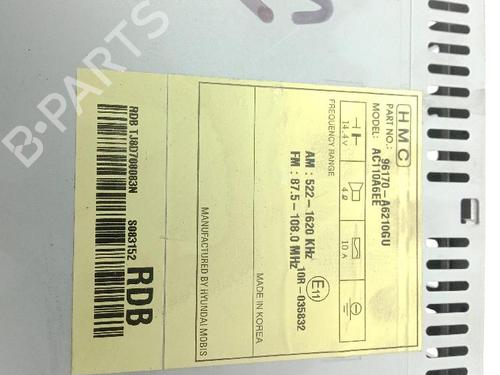 HMC
PART NO.: 96170-A6210GU
MODEL: AC110A6EE
14.4V
4Ω
10A
FREQUENCY RANGE
AM : 522-1620 KHz
FM : 87.5-108.0 MHz
E11
10R-035832
MADE IN KOREA
MANUFACTURED BY HYUNDAI MOBIS
RDB
RDB TJ8D708083N
S083152
B-PARTS